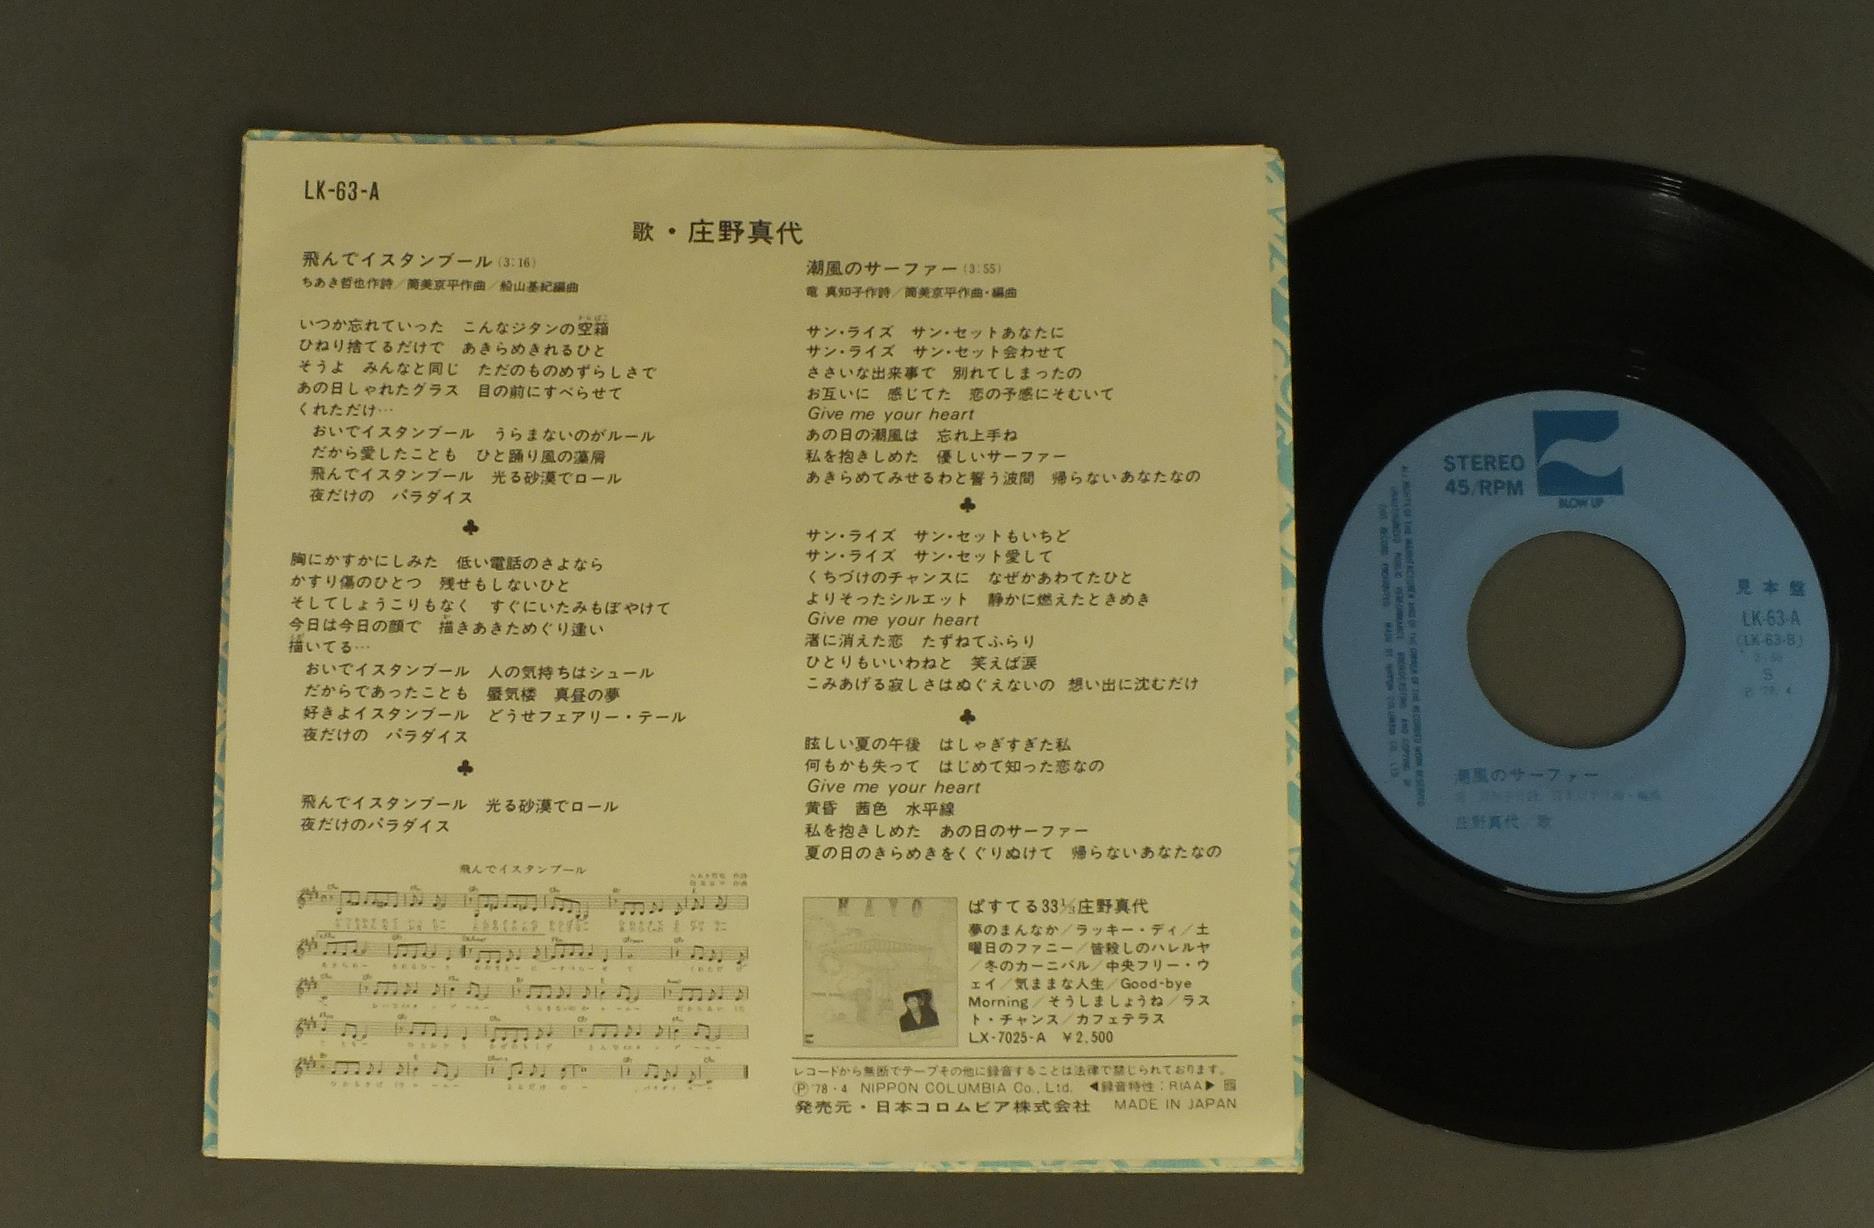 LK-63-A
歌・庄野真代
飛んでイスタンブール(3:16)
ちあき哲也作詩／筒美京平作曲／船山基紀編曲
いつか忘れていった　こんなジタンの空箱
ひねり捨てるだけで　あきらめきれるひと
そうよ　みんなと同じ　ただのものめずらしさで
あの日しゃれたグラス　目の前にすべらせて
くれただけ…
おいでイスタンブール　うらまないのがルール
だから愛したことも　ひと踊り風の藻屑
飛んでイスタンブール　光る砂漠でロール
夜だけの　パラダイス
♣
胸にかすかにしみた　低い電話のさよなら
かすり傷のひとつ　残せもしないひと
そしてしょうこりもなく　すぐにいたみもぼやけて
今日は今日の顔で　描きあきためぐり逢い
描いてる…
おいでイスタンブール　人の気持ちはシュール
だからであったことも　蜃気楼　真昼の夢
好きよイスタンブール　どうせフェアリー・テール
夜だけの　パラダイス
♣
飛んでイスタンブール　光る砂漠でロール
夜だけのパラダイス
飛んでイスタンブール
潮風のサーファー(3:55)
竜 真知子作詩／筒美京平作曲・編曲
サン・ライズ　サン・セットあなたに
サン・ライズ　サン・セット会わせて
ささいな出来事で　別れてしまったの
お互いに　感じてた　恋の予感にそむいて
Give me your heart
あの日の潮風は　忘れ上手ね
私を抱きしめた　優しいサーファー
あきらめてみせるわと誓う波間　帰らないあなたなの
♣
サン・ライズ　サン・セットもいちど
サン・ライズ　サン・セット愛して
くちづけのチャンスに　なぜかあわてたひと
よりそったシルエット　静かに燃えたときめき
Give me your heart
渚に消えた恋　たずねてふらり
ひとりもいいわねと　笑えば涙
こみあげる寂しさはぬぐえないの　想い出に沈むだけ
♣
眩しい夏の午後　はしゃぎすぎた私
何もかも失って　はじめて知った恋なの
Give me your heart
黄昏　茜色　水平線
私を抱きしめた　あの日のサーファー
夏の日のきらめきをくぐりぬけて　帰らないあなたなの
MAYO
ぱすてる33⅓庄野真代
夢のまんなか／ラッキー・ディ／土
曜日のファニー／皆殺しのハレルヤ
／冬のカーニバル／中央フリー・ウ
ェイ／気ままな人生／Good-bye
Morning／そうしましょうね／ラス
ト・チャンス／カフェテラス
LX-7025-A　¥2,500
レコードから無断でテープその他に録音することは法律で禁じられております。
Ⓟ'78・4 NIPPON COLUMBIA Co., Ltd. ◀録音特性：RIAA▶
発売元・日本コロムビア株式会社　MADE IN JAPAN
STEREO
45/RPM
BLOW UP
見本盤
LK-63-A
(LK-63-B)
S
Ⓟ '78. 4
潮風のサーファー
庄野真代／歌